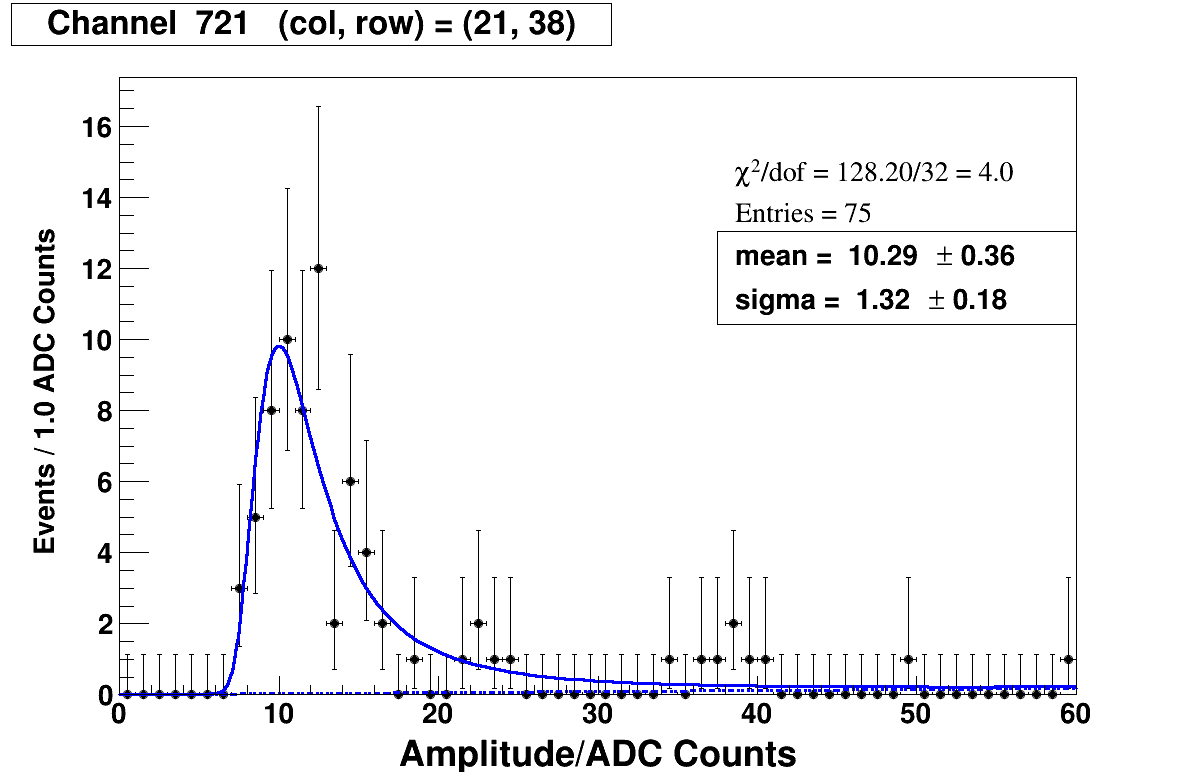 Channel 721 (col, row) = (21, 38)
χ²/dof = 128.20/32 = 4.0
Entries = 75
mean = 10.29 ± 0.36
sigma = 1.32 ± 0.18
Events / 1.0 ADC Counts
16
14
12
10
8
6
4
2
0
0 10 20 30 40 50 60
Amplitude/ADC Counts